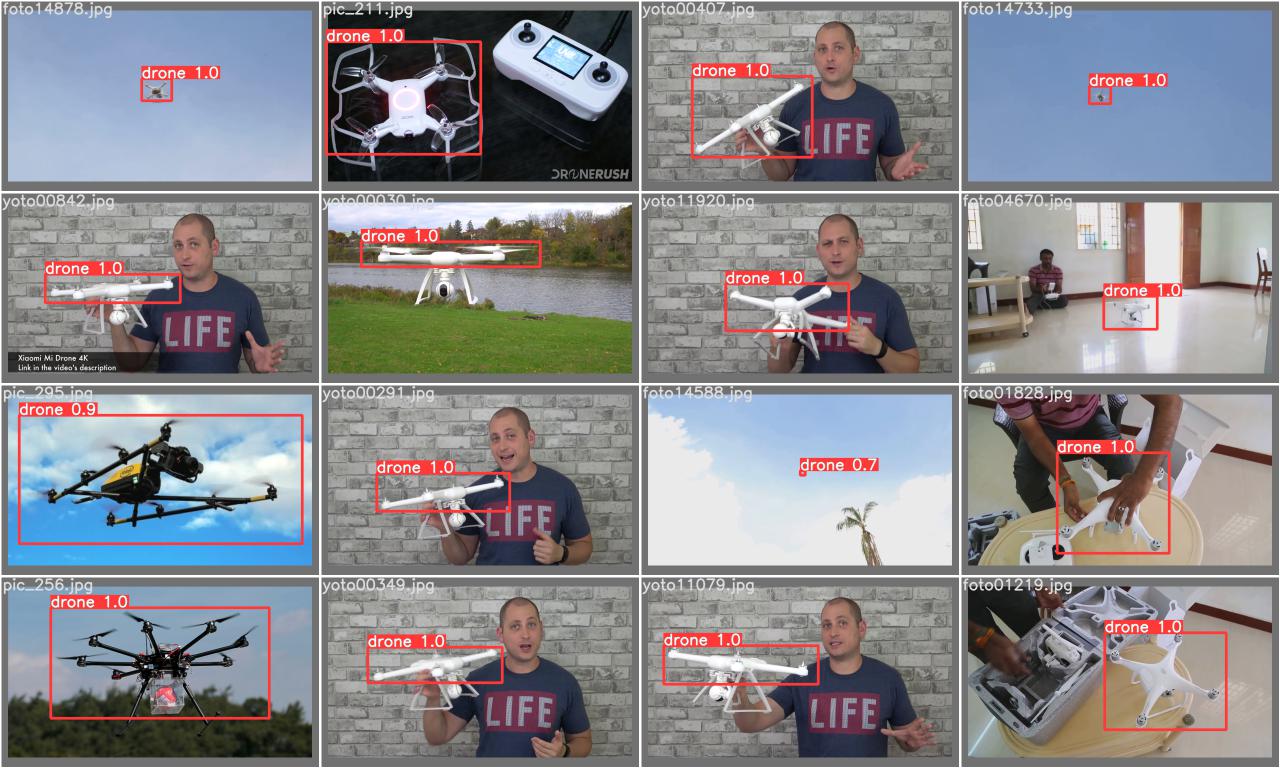 foto14878.jpg
drone 1.0
pic_211.jpg
drone 1.0
DRONERUSH
yoto00407.jpg
drone 1.0
LIFE
foto14733.jpg
drone 1.0
yoto00842.jpg
drone 1.0
LIFE
Xiaomi Mi Drone 4K
Link in the video's description
yoto00030.jpg
drone 1.0
yoto11920.jpg
drone 1.0
LIFE
foto04670.jpg
drone 1.0
pic_295.jpg
drone 0.9
yoto00291.jpg
drone 1.0
LIFE
foto14588.jpg
drone 0.7
foto01828.jpg
drone 1.0
pic_256.jpg
drone 1.0
yoto00349.jpg
drone 1.0
LIFE
yoto11079.jpg
drone 1.0
LIFE
foto01219.jpg
drone 1.0